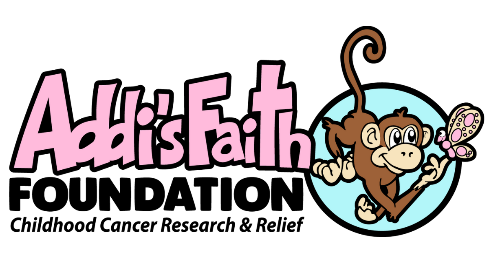 Addi's Faith
FOUNDATION
Childhood Cancer Research & Relief